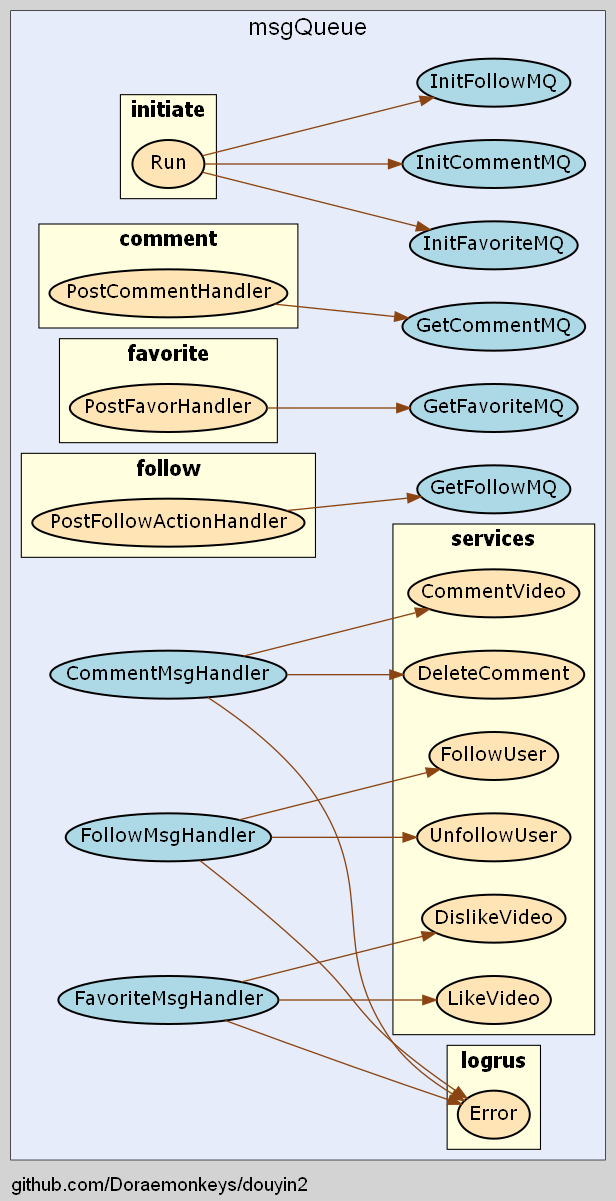 msgQueue
InitFollowMQ
initiate
Run
InitCommentMQ
InitFavoriteMQ
comment
PostCommentHandler
GetCommentMQ
favorite
PostFavorHandler
GetFavoriteMQ
follow
PostFollowActionHandler
GetFollowMQ
services
CommentVideo
CommentMsgHandler
DeleteComment
FollowUser
FollowMsgHandler
UnfollowUser
DislikeVideo
FavoriteMsgHandler
LikeVideo
logrus
Error
github.com/Doraemonkeys/douyin2